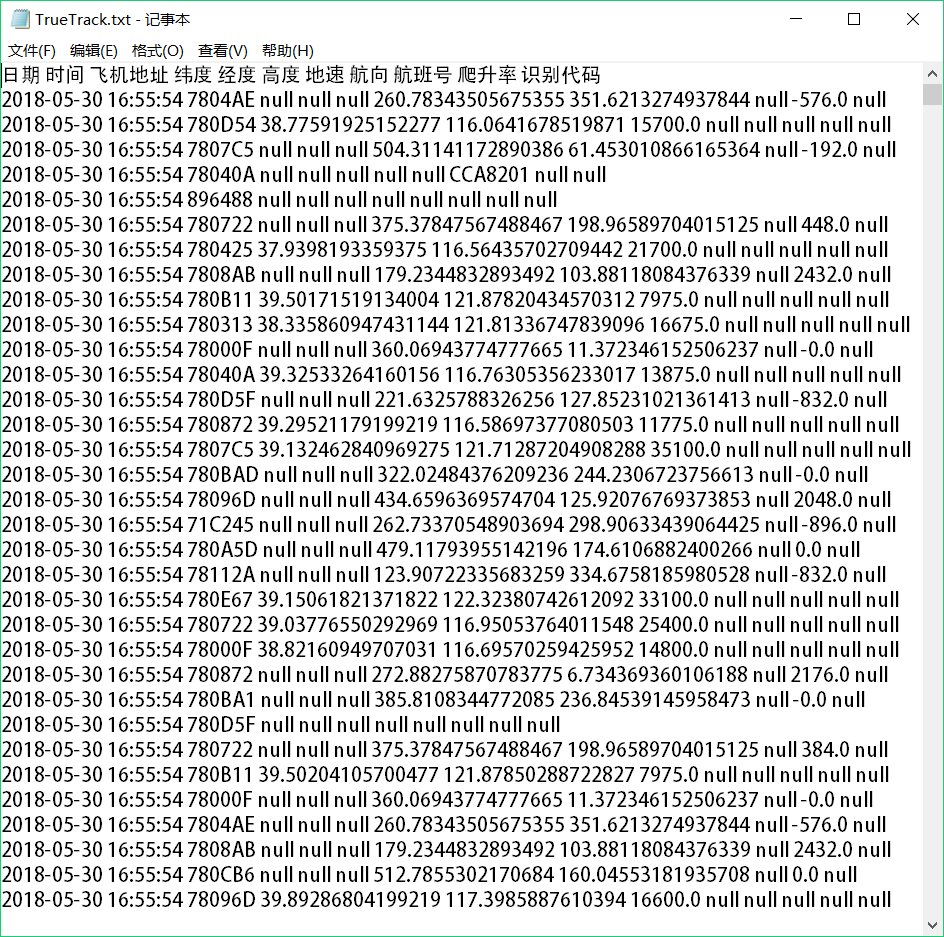 TrueTrack.txt - 记事本
文件(F) 编辑(E) 格式(O) 查看(V) 帮助(H)
日期 时间 飞机地址 纬度 经度 高度 地速 航向 航班号 爬升率 识别代码
2018-05-30 16:55:54 7804AE null null null 260.78343505675355 351.6213274937844 null -576.0 null
2018-05-30 16:55:54 780D54 38.77591925152277 116.0641678519871 15700.0 null null null null null
2018-05-30 16:55:54 7807C5 null null null 504.31141172890386 61.453010866165364 null -192.0 null
2018-05-30 16:55:54 78040A null null null null null CCA8201 null null
2018-05-30 16:55:54 896488 null null null null null null null null
2018-05-30 16:55:54 780722 null null null 375.37847567488467 198.96589704015125 null 448.0 null
2018-05-30 16:55:54 780425 37.9398193359375 116.56435702709442 21700.0 null null null null null
2018-05-30 16:55:54 7808AB null null null 179.2344832893492 103.88118084376339 null 2432.0 null
2018-05-30 16:55:54 780B11 39.50171519134004 121.87820434570312 7975.0 null null null null null
2018-05-30 16:55:54 780313 38.335860947431144 121.81336747839096 16675.0 null null null null null
2018-05-30 16:55:54 78000F null null null 360.06943774777665 11.372346152506237 null -0.0 null
2018-05-30 16:55:54 78040A 39.32533264160156 116.76305356233017 13875.0 null null null null null
2018-05-30 16:55:54 780D5F null null null 221.6325788326256 127.85231021361413 null -832.0 null
2018-05-30 16:55:54 780872 39.29521179199219 116.58697377080503 11775.0 null null null null null
2018-05-30 16:55:54 7807C5 39.132462840969275 121.71287204908288 35100.0 null null null null null
2018-05-30 16:55:54 780BAD null null null 322.02484376209236 244.2306723756613 null -0.0 null
2018-05-30 16:55:54 78096D null null null 434.6596369574704 125.92076769373853 null 2048.0 null
2018-05-30 16:55:54 71C245 null null null 262.73370548903694 298.90633439064425 null -896.0 null
2018-05-30 16:55:54 780A5D null null null 479.11793955142196 174.6106882400266 null 0.0 null
2018-05-30 16:55:54 78112A null null null 123.90722335683259 334.6758185980528 null -832.0 null
2018-05-30 16:55:54 780E67 39.15061821371822 122.32380742612092 33100.0 null null null null null
2018-05-30 16:55:54 780722 39.03776550292969 116.95053764011548 25400.0 null null null null null
2018-05-30 16:55:54 78000F 38.82160949707031 116.69570259425952 14800.0 null null null null null
2018-05-30 16:55:54 780872 null null null 272.88275870783775 6.734369360106188 null 2176.0 null
2018-05-30 16:55:54 780BA1 null null null 385.8108344772085 236.84539145958473 null -0.0 null
2018-05-30 16:55:54 780D5F null null null null null null null null
2018-05-30 16:55:54 780722 null null null 375.37847567488467 198.96589704015125 null 384.0 null
2018-05-30 16:55:54 780B11 39.50204105700477 121.87850288722827 7975.0 null null null null null
2018-05-30 16:55:54 78000F null null null 360.06943774777665 11.372346152506237 null -0.0 null
2018-05-30 16:55:54 7804AE null null null 260.78343505675355 351.6213274937844 null -576.0 null
2018-05-30 16:55:54 7808AB null null null 179.2344832893492 103.88118084376339 null 2432.0 null
2018-05-30 16:55:54 780CB6 null null null 512.7855302170684 160.04553181935708 null 0.0 null
2018-05-30 16:55:54 78096D 39.89286804199219 117.3985887610394 16600.0 null null null null null